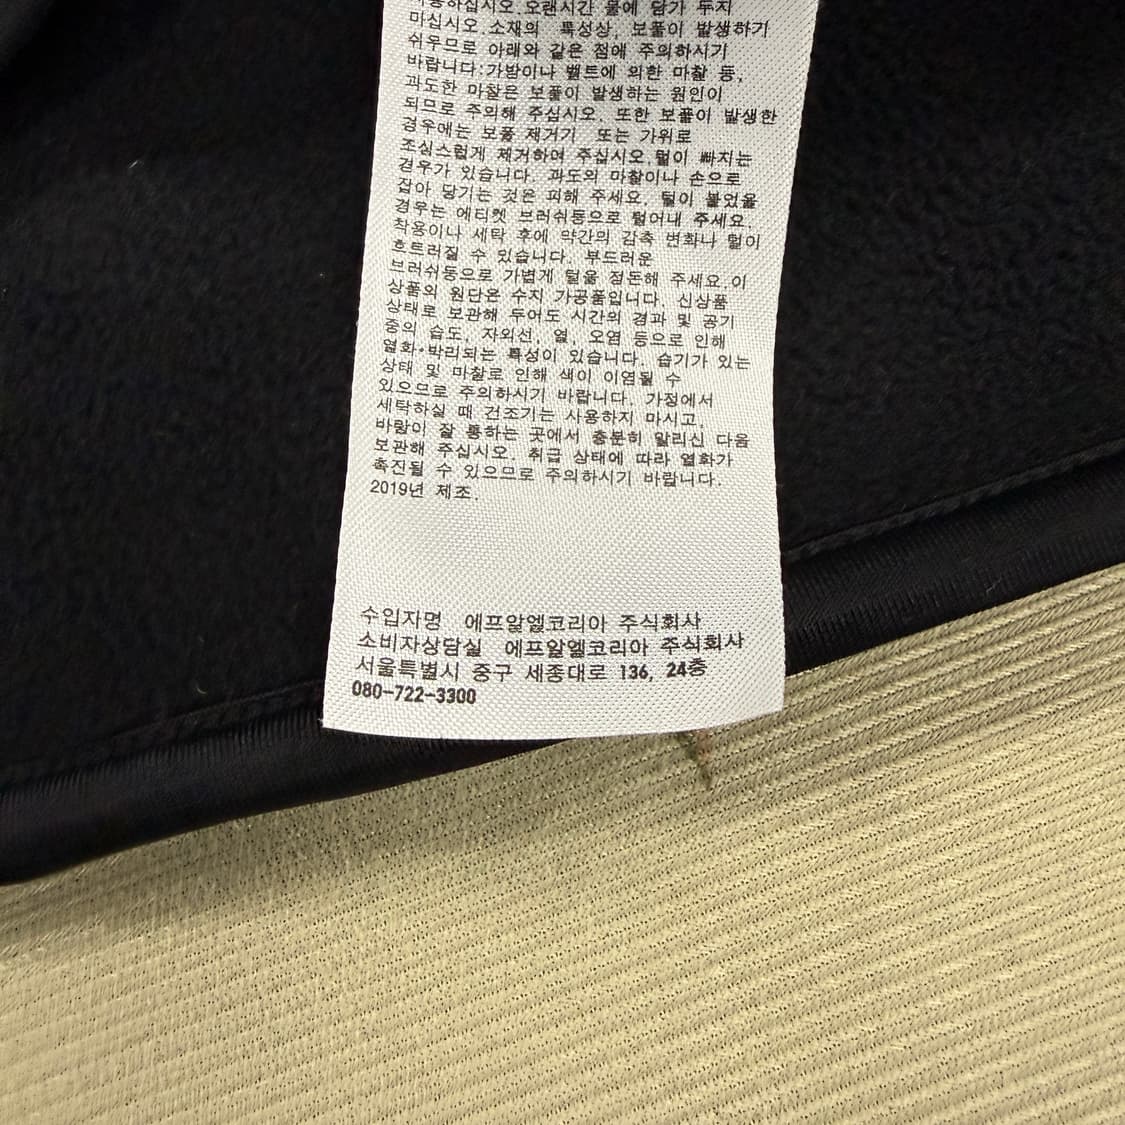 사용하십시오 오랜시간 물에 담가 두지
마십시오.소재의 특성상, 보풀이 발생하기
쉬우므로 아래와 같은 점에 주의하시기
바랍니다:가방이나 벨트에 의한 마찰 등,
과도한 마찰은 보풀이 발생하는 원인이
되므로 주의해 주십시오. 또한 보풀이 발생한
경우에는 보풀 제거기 또는 가위로
조심스럽게 제거하여 주십시오.털이 빠지는
경우가 있습니다. 과도의 마찰이나 손으로
잡아 당기는 것은 피해 주세요. 털이 붙었을
경우는 에티켓 브러쉬등으로 털어내 주세요.
착용이나 세탁 후에 약간의 감촉 변화나 털이
흐트러질 수 있습니다. 부드러운
브러쉬등으로 가볍게 털을 정돈해 주세요.이
상품의 원단은 수지 가공품입니다. 신상품
상태로 보관해 두어도 시간의 경과 및 공기
중의 습도, 자외선, 열, 오염 등으로 인해
열화•박리되는 특성이 있습니다. 습기가 있는
상태 및 마찰로 인해 색이 이염될 수
있으므로 주의하시기 바랍니다. 가정에서
세탁하실 때 건조기는 사용하지 마시고,
바람이 잘 통하는 곳에서 충분히 말리신 다음
보관해 주십시오. 취급 상태에 따라 열화가
촉진될 수 있으므로 주의하시기 바랍니다.
2019년 제조.
수입자명 에프알엘코리아 주식회사
소비자상담실 에프알엘코리아 주식회사
서울특별시 중구 세종대로 136, 24층
080-722-3300